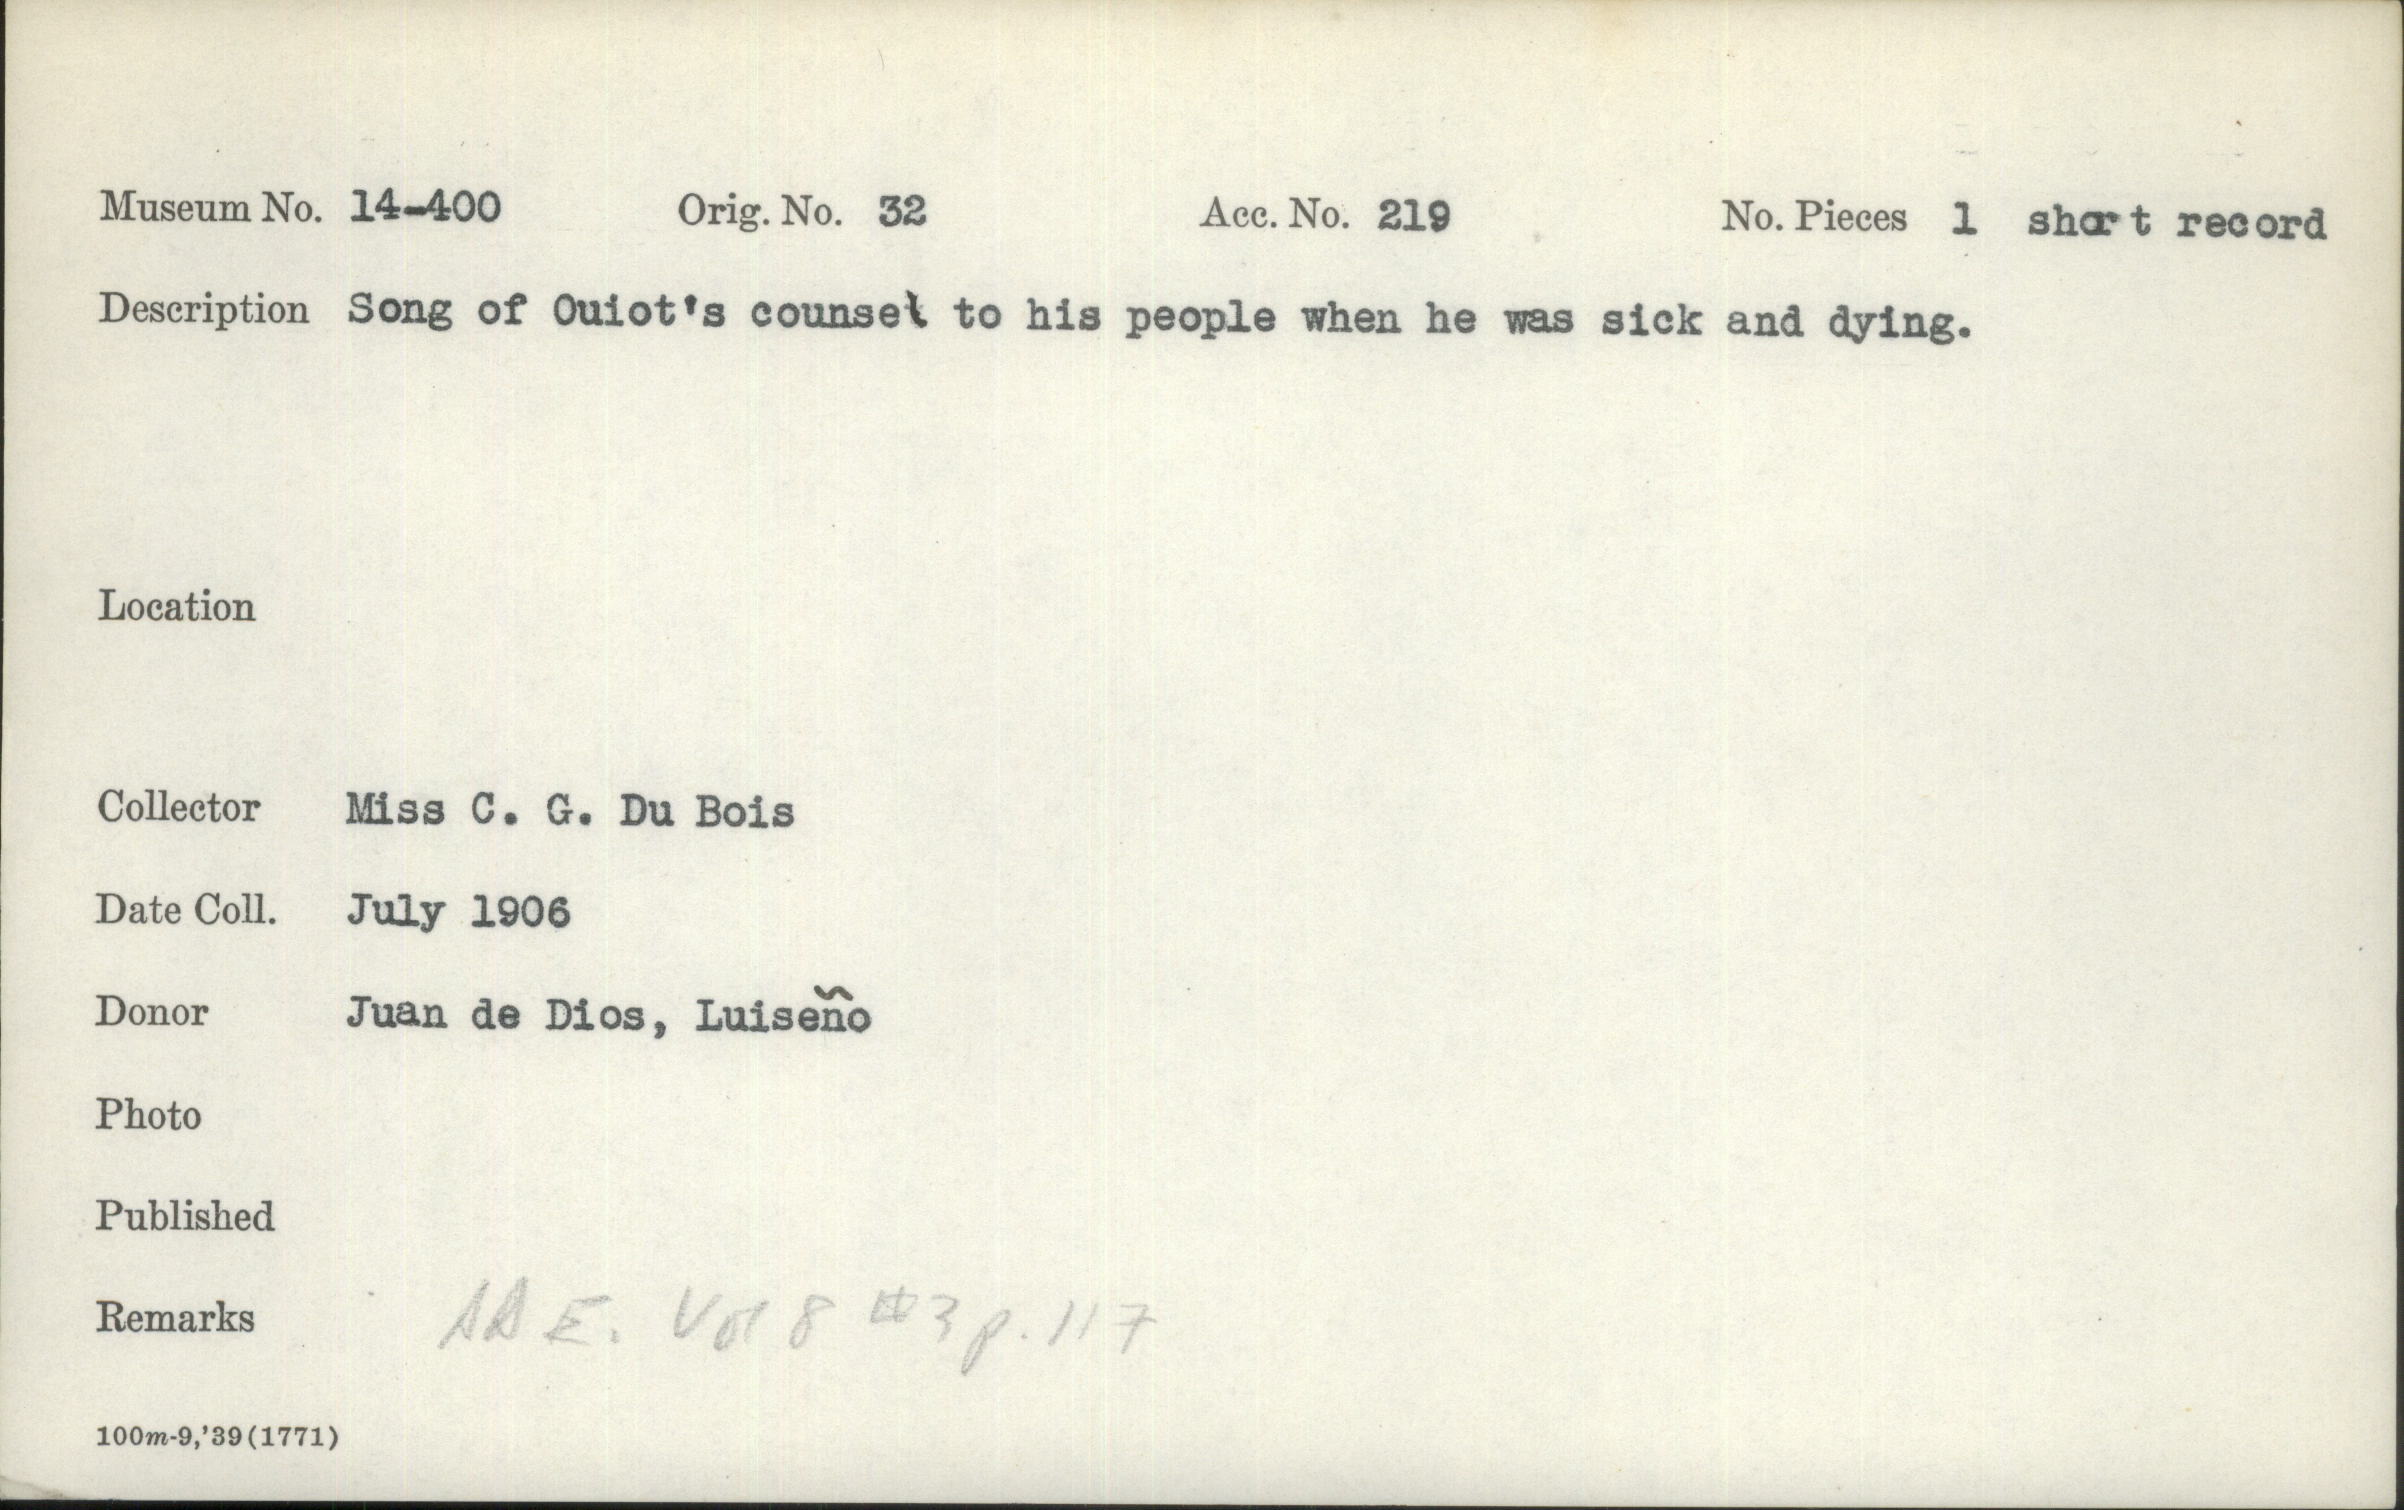 Museum No. 14-400 Orig. No. 32 Acc. No. 219 No. Pieces 1 short record
Description Song of Ouiot's counsel to his people when he was sick and dying.
Location
Collector Miss C. G. Du Bois
Date Coll. July 1906
Donor Juan de Dios, Luiseño
Photo
Published
Remarks AAE. Vol 8 #3 p. 117
100m-9,'39(1771)